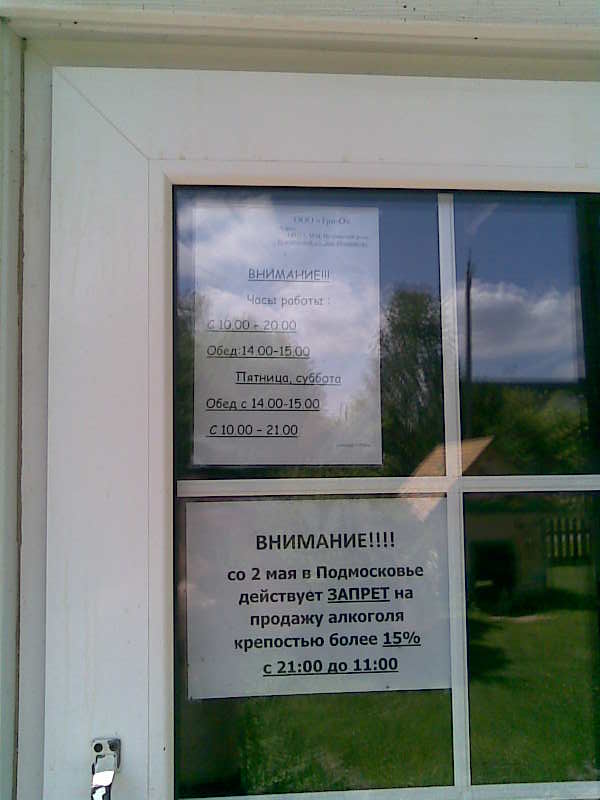 ООО «Три-О»
ВНИМАНИЕ!!!
Часы работы :
С 10.00 – 20.00
Обед:14.00-15.00
Пятница, суббота
Обед с 14.00-15.00
С 10.00 – 21.00
ВНИМАНИЕ!!!!
со 2 мая в Подмосковье
действует ЗАПРЕТ на
продажу алкоголя
крепостью более 15%
с 21:00 до 11:00